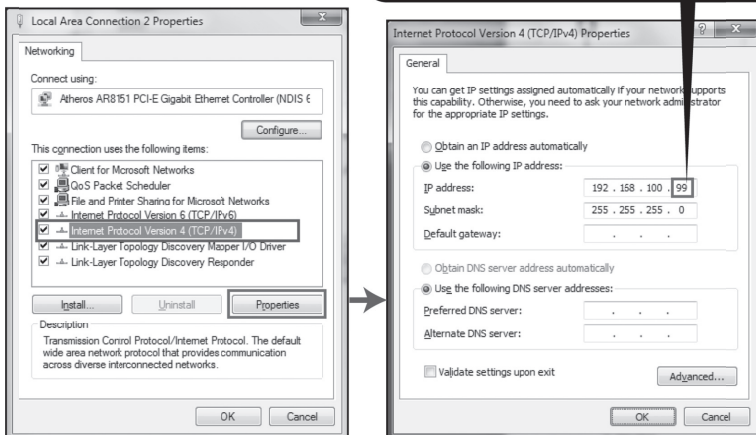 Local Area Connection 2 Properties
Networking
Connect using:
Atheros AR8151 PCI-E Gigabit Ethernet Controller (NDIS 6
Configure...
This connection uses the following items:
Client for Microsoft Networks
QoS Packet Scheduler
File and Printer Sharing for Microsoft Networks
Internet Protocol Version 6 (TCP/IPv6)
Internet Protocol Version 4 (TCP/IPv4)
Link-Layer Topology Discovery Mapper I/O Driver
Link-Layer Topology Discovery Responder
Install...
Uninstall
Properties
Description
Transmission Control Protocol/Internet Protocol. The default
wide area network protocol that provides communication
across diverse interconnected networks.
OK
Cancel
Internet Protocol Version 4 (TCP/IPv4) Properties
General
You can get IP settings assigned automatically if your network supports
this capability. Otherwise, you need to ask your network administrator
for the appropriate IP settings.
Obtain an IP address automatically
Use the following IP address:
IP address:
192 . 168 . 100 . 99
Subnet mask:
255 . 255 . 255 . 0
Default gateway:
. . .
Obtain DNS server address automatically
Use the following DNS server addresses:
Preferred DNS server:
. . .
Alternate DNS server:
. . .
Validate settings upon exit
Advanced...
OK
Cancel